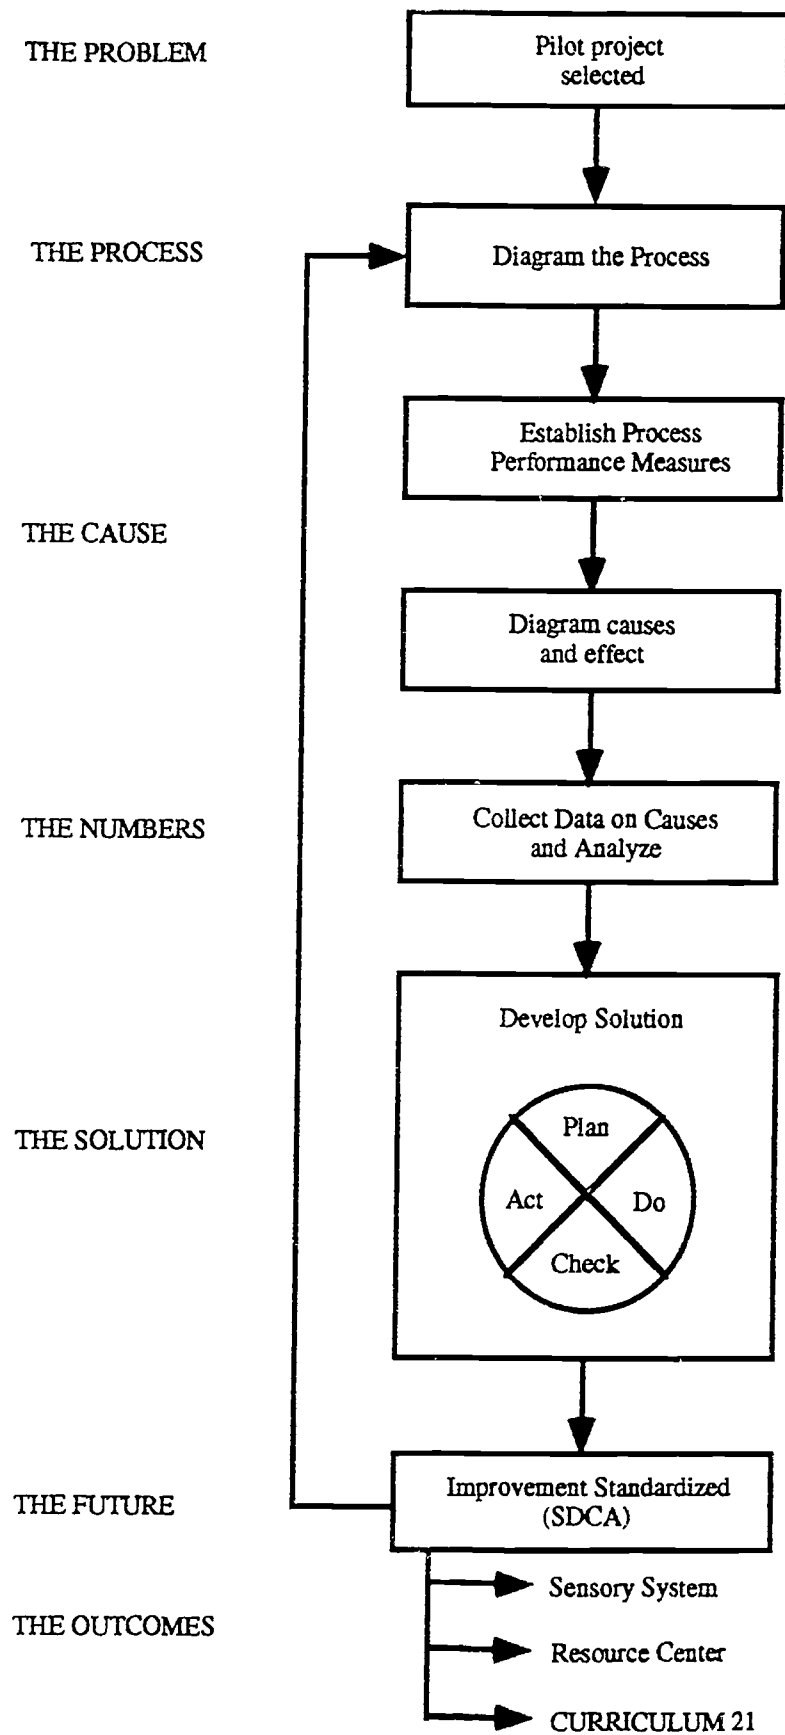 THE PROBLEM
Pilot project
selected
THE PROCESS
Diagram the Process
Establish Process
Performance Measures
THE CAUSE
Diagram causes
and effect
THE NUMBERS
Collect Data on Causes
and Analyze
Develop Solution
THE SOLUTION
Plan
Act
Do
Check
THE FUTURE
Improvement Standardized
(SDCA)
THE OUTCOMES
Sensory System
Resource Center
CURRICULUM 21